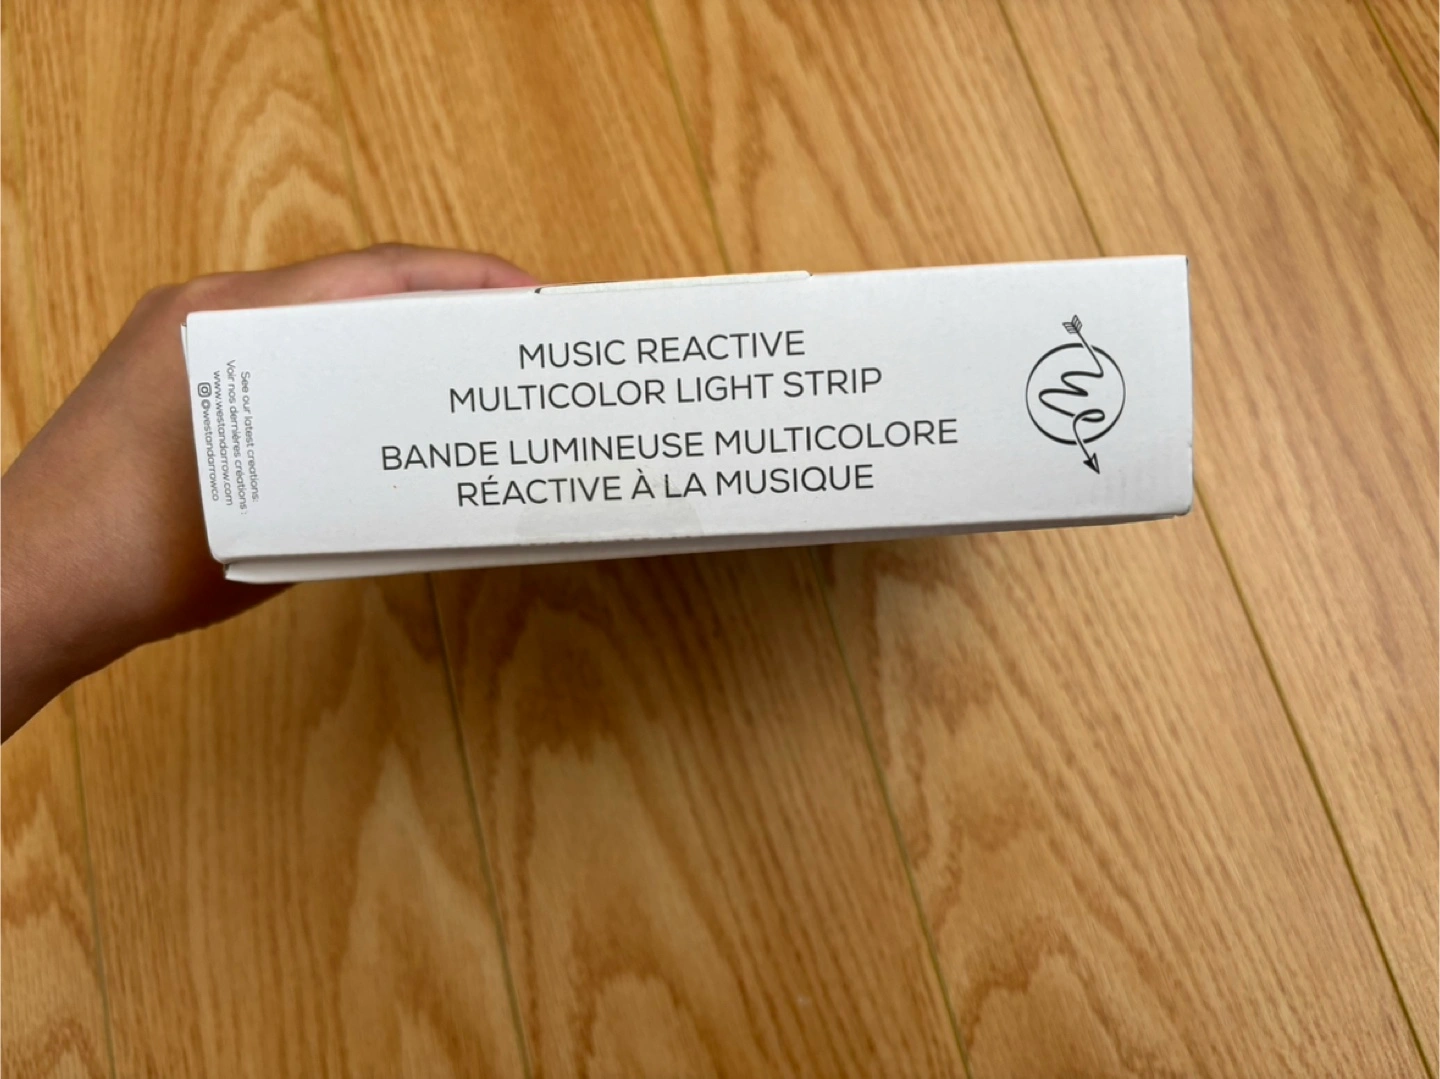 MUSIC REACTIVE
MULTICOLOR LIGHT STRIP
BANDE LUMINEUSE MULTICOLORE
RÉACTIVE À LA MUSIQUE
See our latest creations:
Voir nos dernières créations :
www.westandarrow.com
@westandarrowco